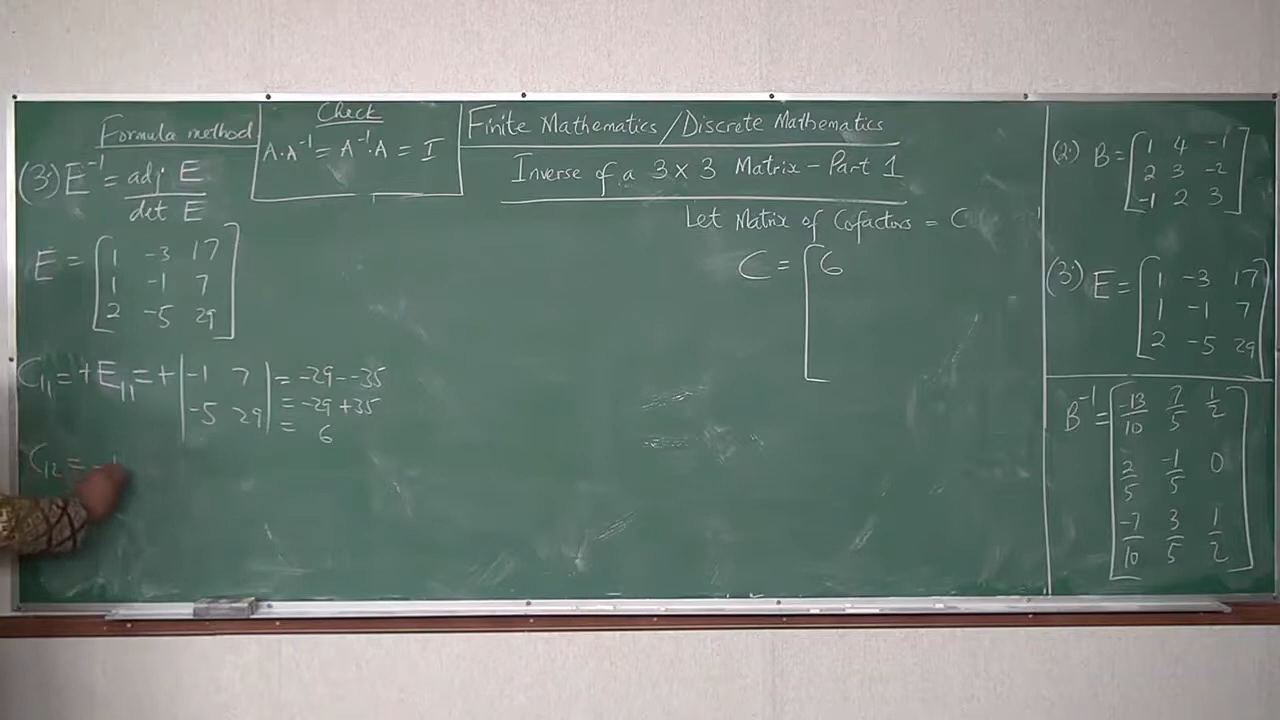 Formula method
(3.) E⁻¹ = adj E
det E
Check
A·A⁻¹ = A⁻¹·A = I
Finite Mathematics/Discrete Mathematics
Inverse of a 3 x 3 Matrix - Part 1
Let Matrix of Cofactors = C
E = [1 -3 17
1 -1 7
2 -5 29]
C₁₁ = +E₁₁ = + |-1 7| = -29--35
|-5 29| = -29+35
= 6
C₁₂ =
C = [6
(2.) B = [1 4 -1
2 3 -2
-1 2 3]
(3.) E = [1 -3 17
1 -1 7
2 -5 29]
B⁻¹ = [-13/10 7/5 1/2
2/5 -1/5 0
-7/10 3/5 1/2]